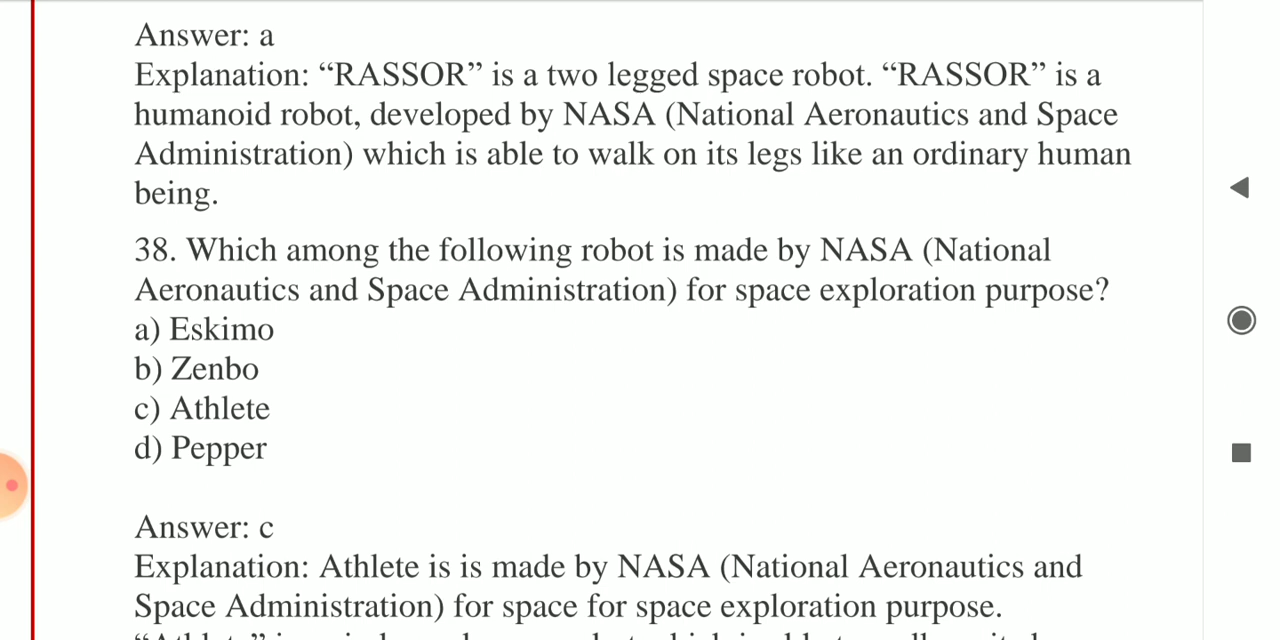 Answer: a
Explanation: “RASSOR” is a two legged space robot. “RASSOR” is a
humanoid robot, developed by NASA (National Aeronautics and Space
Administration) which is able to walk on its legs like an ordinary human
being.
38. Which among the following robot is made by NASA (National
Aeronautics and Space Administration) for space exploration purpose?
a) Eskimo
b) Zenbo
c) Athlete
d) Pepper
Answer: c
Explanation: Athlete is is made by NASA (National Aeronautics and
Space Administration) for space for space exploration purpose.